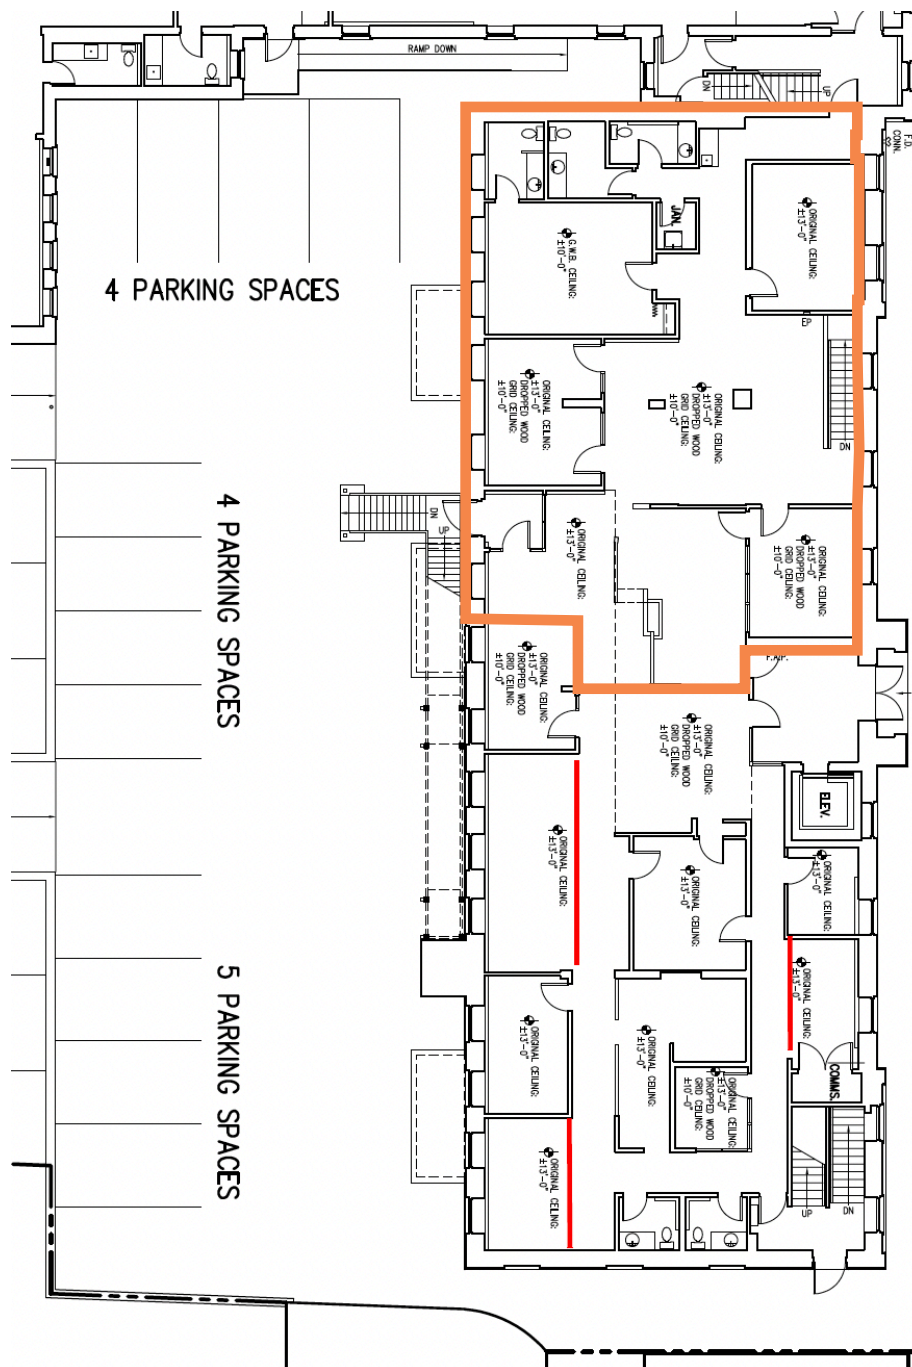 RAMP DOWN
DN
UP
F.D.
CONN.
JAN.
ORIGINAL CEILING:
±13'-0"
G.W.B. CEILING:
±10'-0"
4 PARKING SPACES
EP
ORIGINAL CEILING:
±13'-0"
DROPPED WOOD
GRID CEILING:
±10'-0"
ORIGINAL CEILING:
±13'-0"
DROPPED WOOD
GRID CEILING:
±10'-0"
DN
4 PARKING SPACES
DN
UP
ORIGINAL CEILING:
±13'-0"
ORIGINAL CEILING:
±13'-0"
DROPPED WOOD
GRID CEILING:
±10'-0"
ORIGINAL CEILING:
±13'-0"
DROPPED WOOD
GRID CEILING:
±10'-0"
F.A.P.
ORIGINAL CEILING:
±13'-0"
DROPPED WOOD
GRID CEILING:
±10'-0"
ELEV.
ORIGINAL CEILING:
±13'-0"
ORIGINAL CEILING:
±13'-0"
ORIGINAL CEILING:
±13'-0"
5 PARKING SPACES
ORIGINAL CEILING:
±13'-0"
ORIGINAL CEILING:
±13'-0"
ORIGINAL CEILING:
±13'-0"
COMMS.
ORIGINAL CEILING:
±13'-0"
DROPPED WOOD
GRID CEILING:
±10'-0"
ORIGINAL CEILING:
±13'-0"
UP
DN